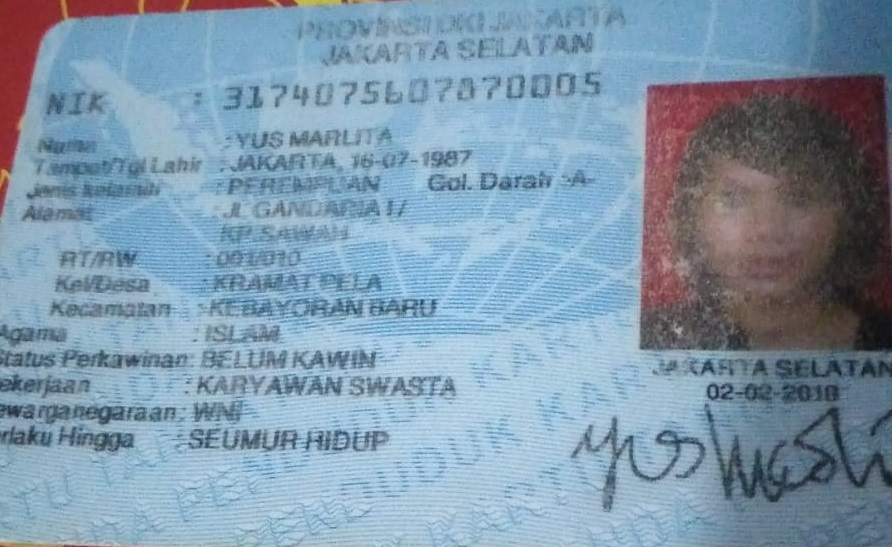 PROVINSI DKI JAKARTA
JAKARTA SELATAN
NIK : 3174075607870005
Nama : YUS MARLITA
Tempat/Tgl Lahir : JAKARTA, 16-07-1987
Jenis kelamin : PEREMPUAN Gol. Darah :A-
Alamat : JL GANDARIA I/
KP.SAWAH
RT/RW : 001/010
Kel/Desa : KRAMAT PELA
Kecamatan : KEBAYORAN BARU
Agama : ISLAM
Status Perkawinan: BELUM KAWIN
ekerjaan : KARYAWAN SWASTA
ewarganegaraan: WNI
rlaku Hingga : SEUMUR HIDUP
JAKARTA SELATAN
02-02-2018